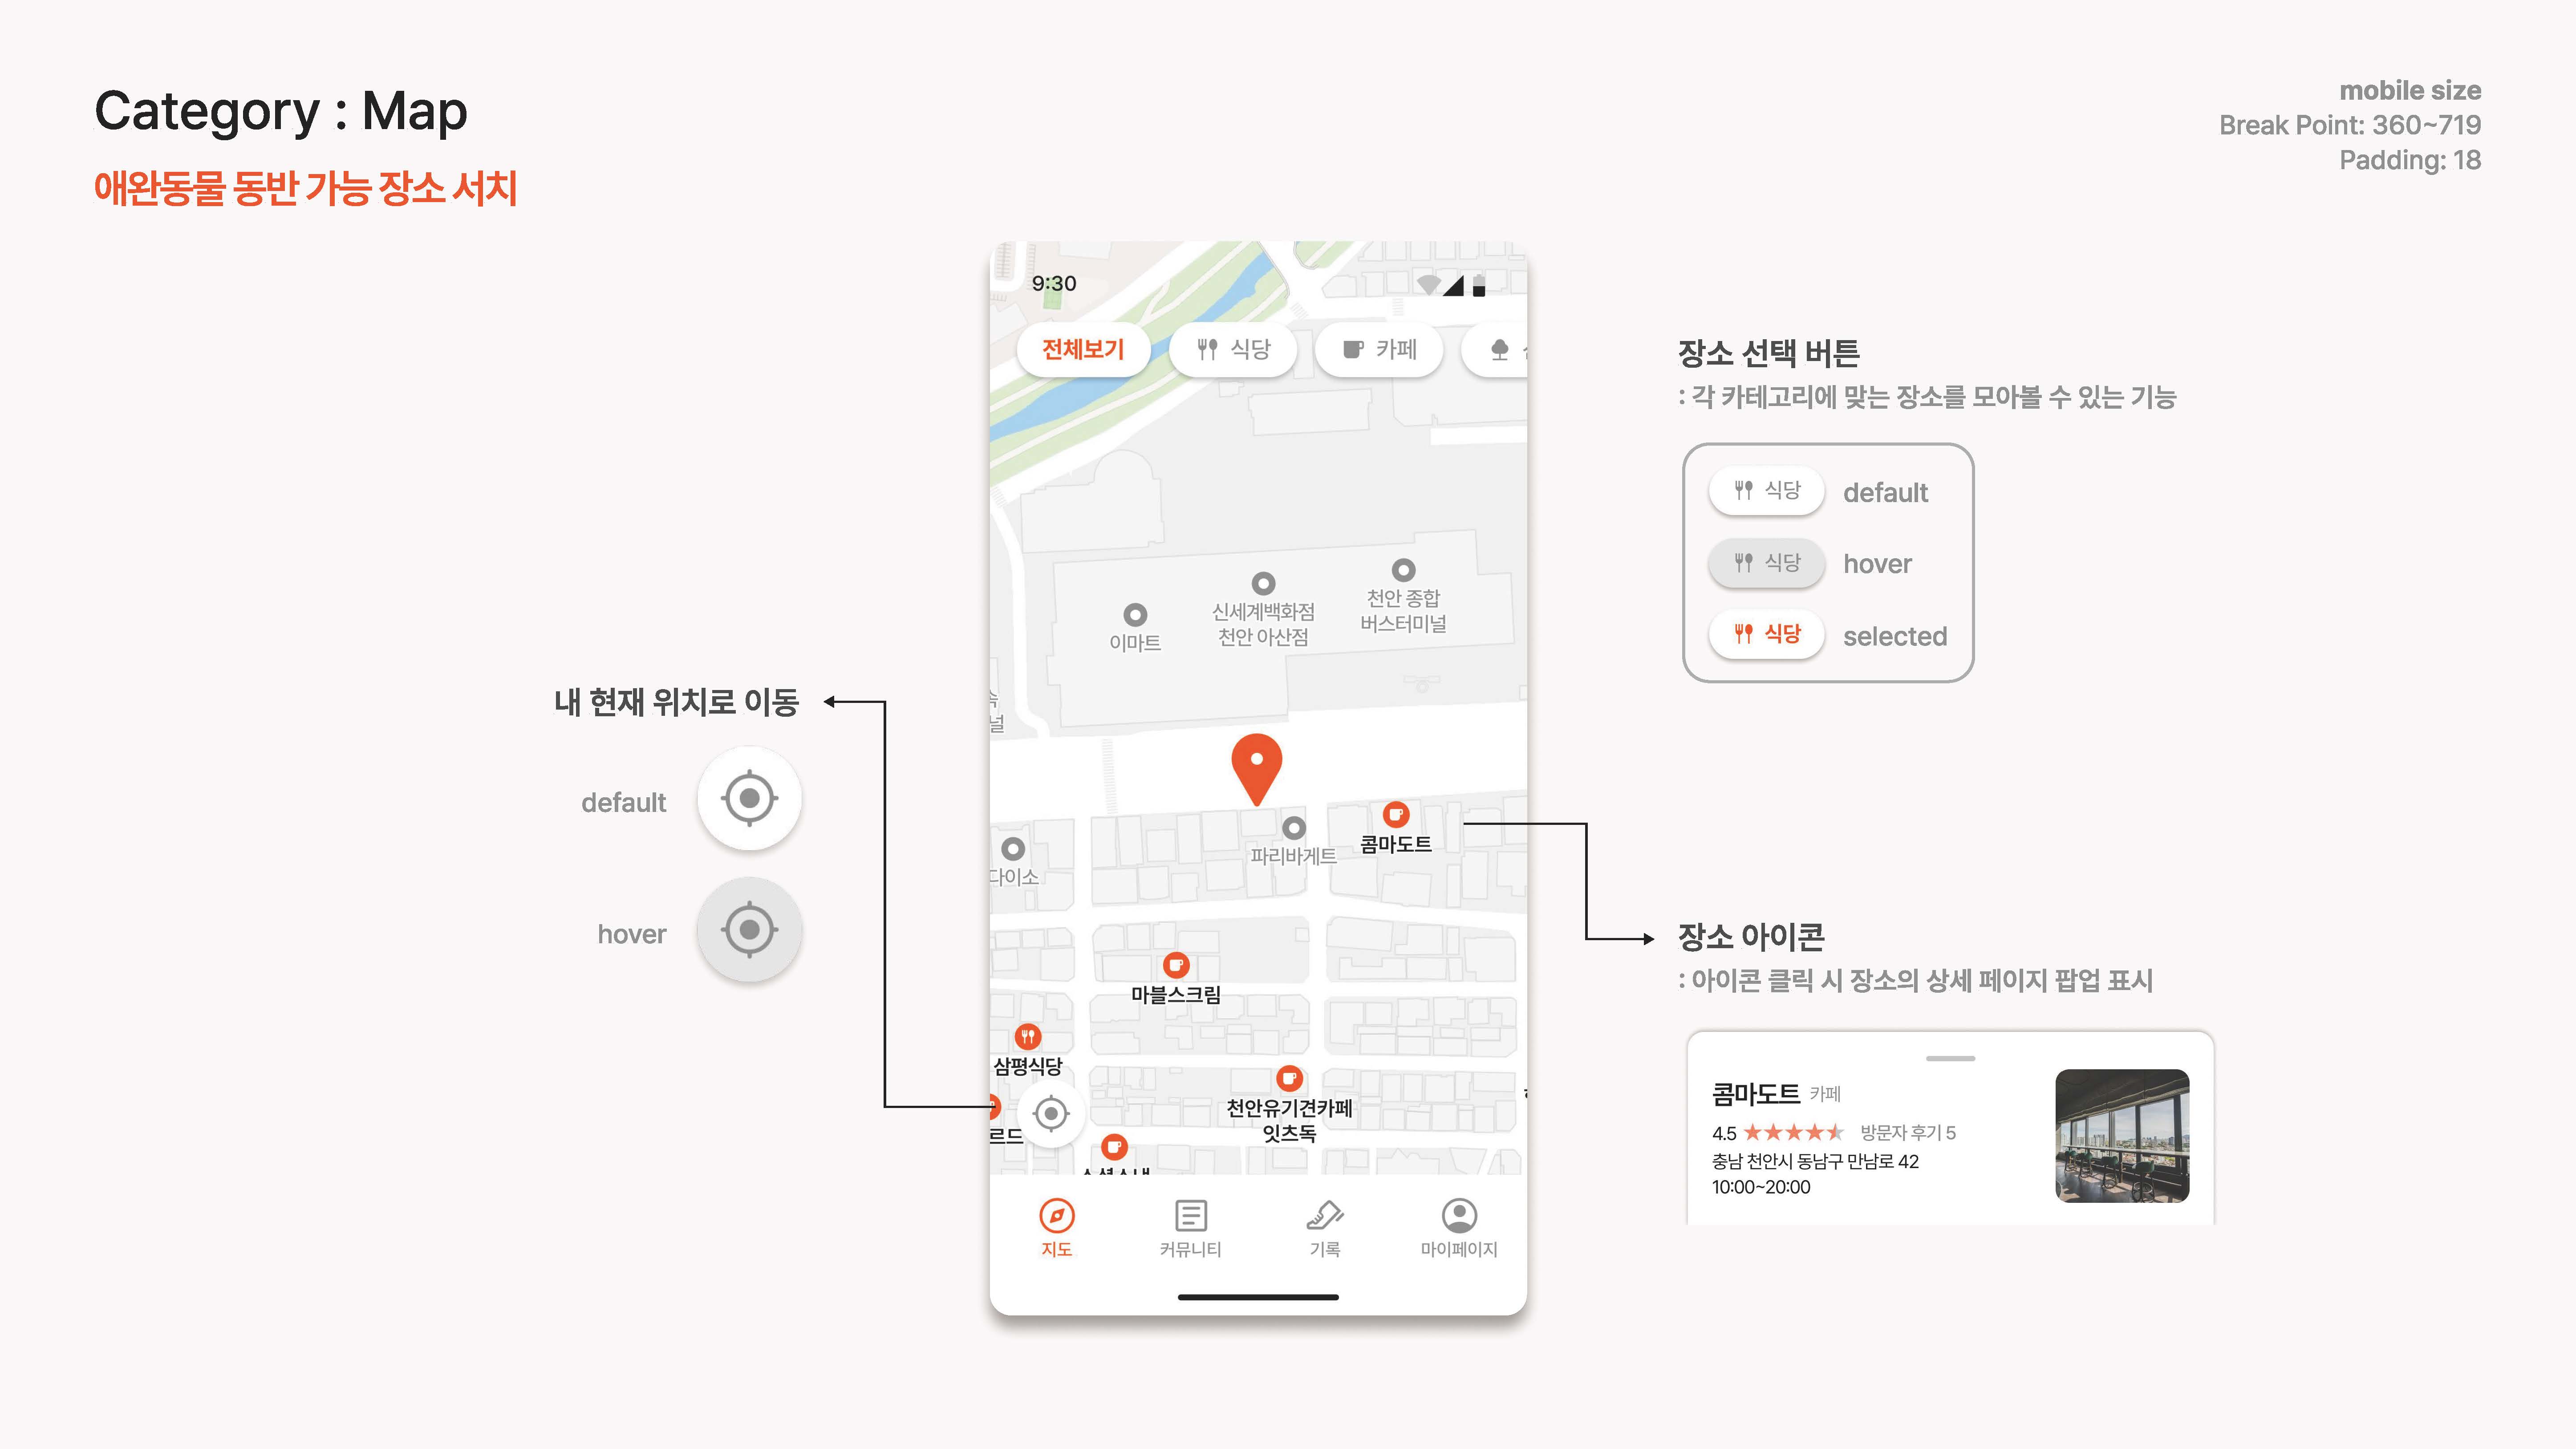 Category : Map
애완동물 동반 가능 장소 서치
mobile size
Break Point: 360~719
Padding: 18
9:30
전체보기
식당
카페
이마트
신세계백화점
천안 아산점
천안 종합
버스터미널
널
파리바게트
콤마도트
다이소
마블스크림
삼평식당
천안유기견카페
잇츠독
르드
지도
커뮤니티
기록
마이페이지
내 현재 위치로 이동
default
hover
장소 선택 버튼
: 각 카테고리에 맞는 장소를 모아볼 수 있는 기능
식당 default
식당 hover
식당 selected
장소 아이콘
: 아이콘 클릭 시 장소의 상세 페이지 팝업 표시
콤마도트 카페
4.5 방문자 후기 5
충남 천안시 동남구 만남로 42
10:00~20:00